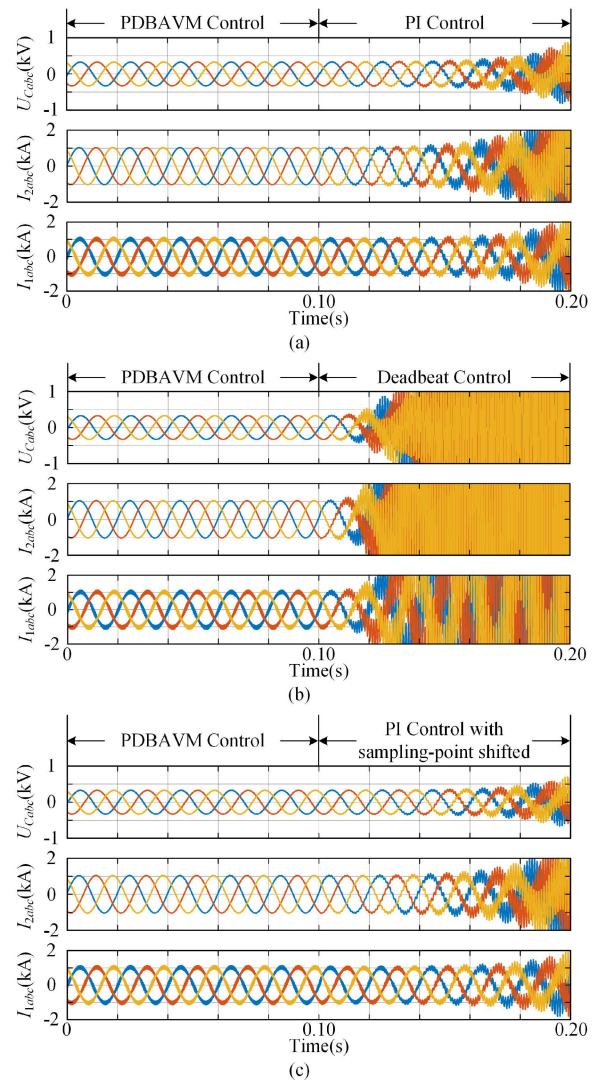 PDBAVM Control PI Control
U_Cabc(kV) 1 0 -1
I_2abc(kA) 2 0 -2
I_1abc(kA) 2 0 -2
0 0.10 0.20
Time(s)
(a)
PDBAVM Control Deadbeat Control
U_Cabc(kV) 1 0 -1
I_2abc(kA) 2 0 -2
I_1abc(kA) 2 0 -2
0 0.10 0.20
Time(s)
(b)
PDBAVM Control PI Control with
sampling-point shifted
U_Cabc(kV) 1 0 -1
I_2abc(kA) 2 0 -2
I_1abc(kA) 2 0 -2
0 0.10 0.20
Time(s)
(c)